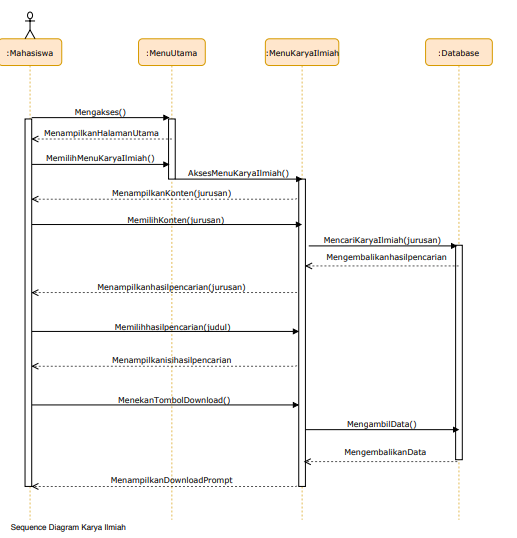 :Mahasiswa
:MenuUtama
:MenuKaryaIlmiah
:Database
Mengakses()
MenampilkanHalamanUtama
MemilihMenuKaryaIlmiah()
AksesMenuKaryaIlmiah()
MenampilkanKonten(jurusan)
MemilihKonten(jurusan)
MencariKaryaIlmiah(jurusan)
Mengembalikanhasilpencarian
Menampilkanhasilpencarian(jurusan)
Memilihhasilpencarian(judul)
Menampilkanisihasilpencarian
MenekanTombolDownload()
MengambilData()
MengembalikanData
MenampilkanDownloadPrompt
Sequence Diagram Karya Ilmiah